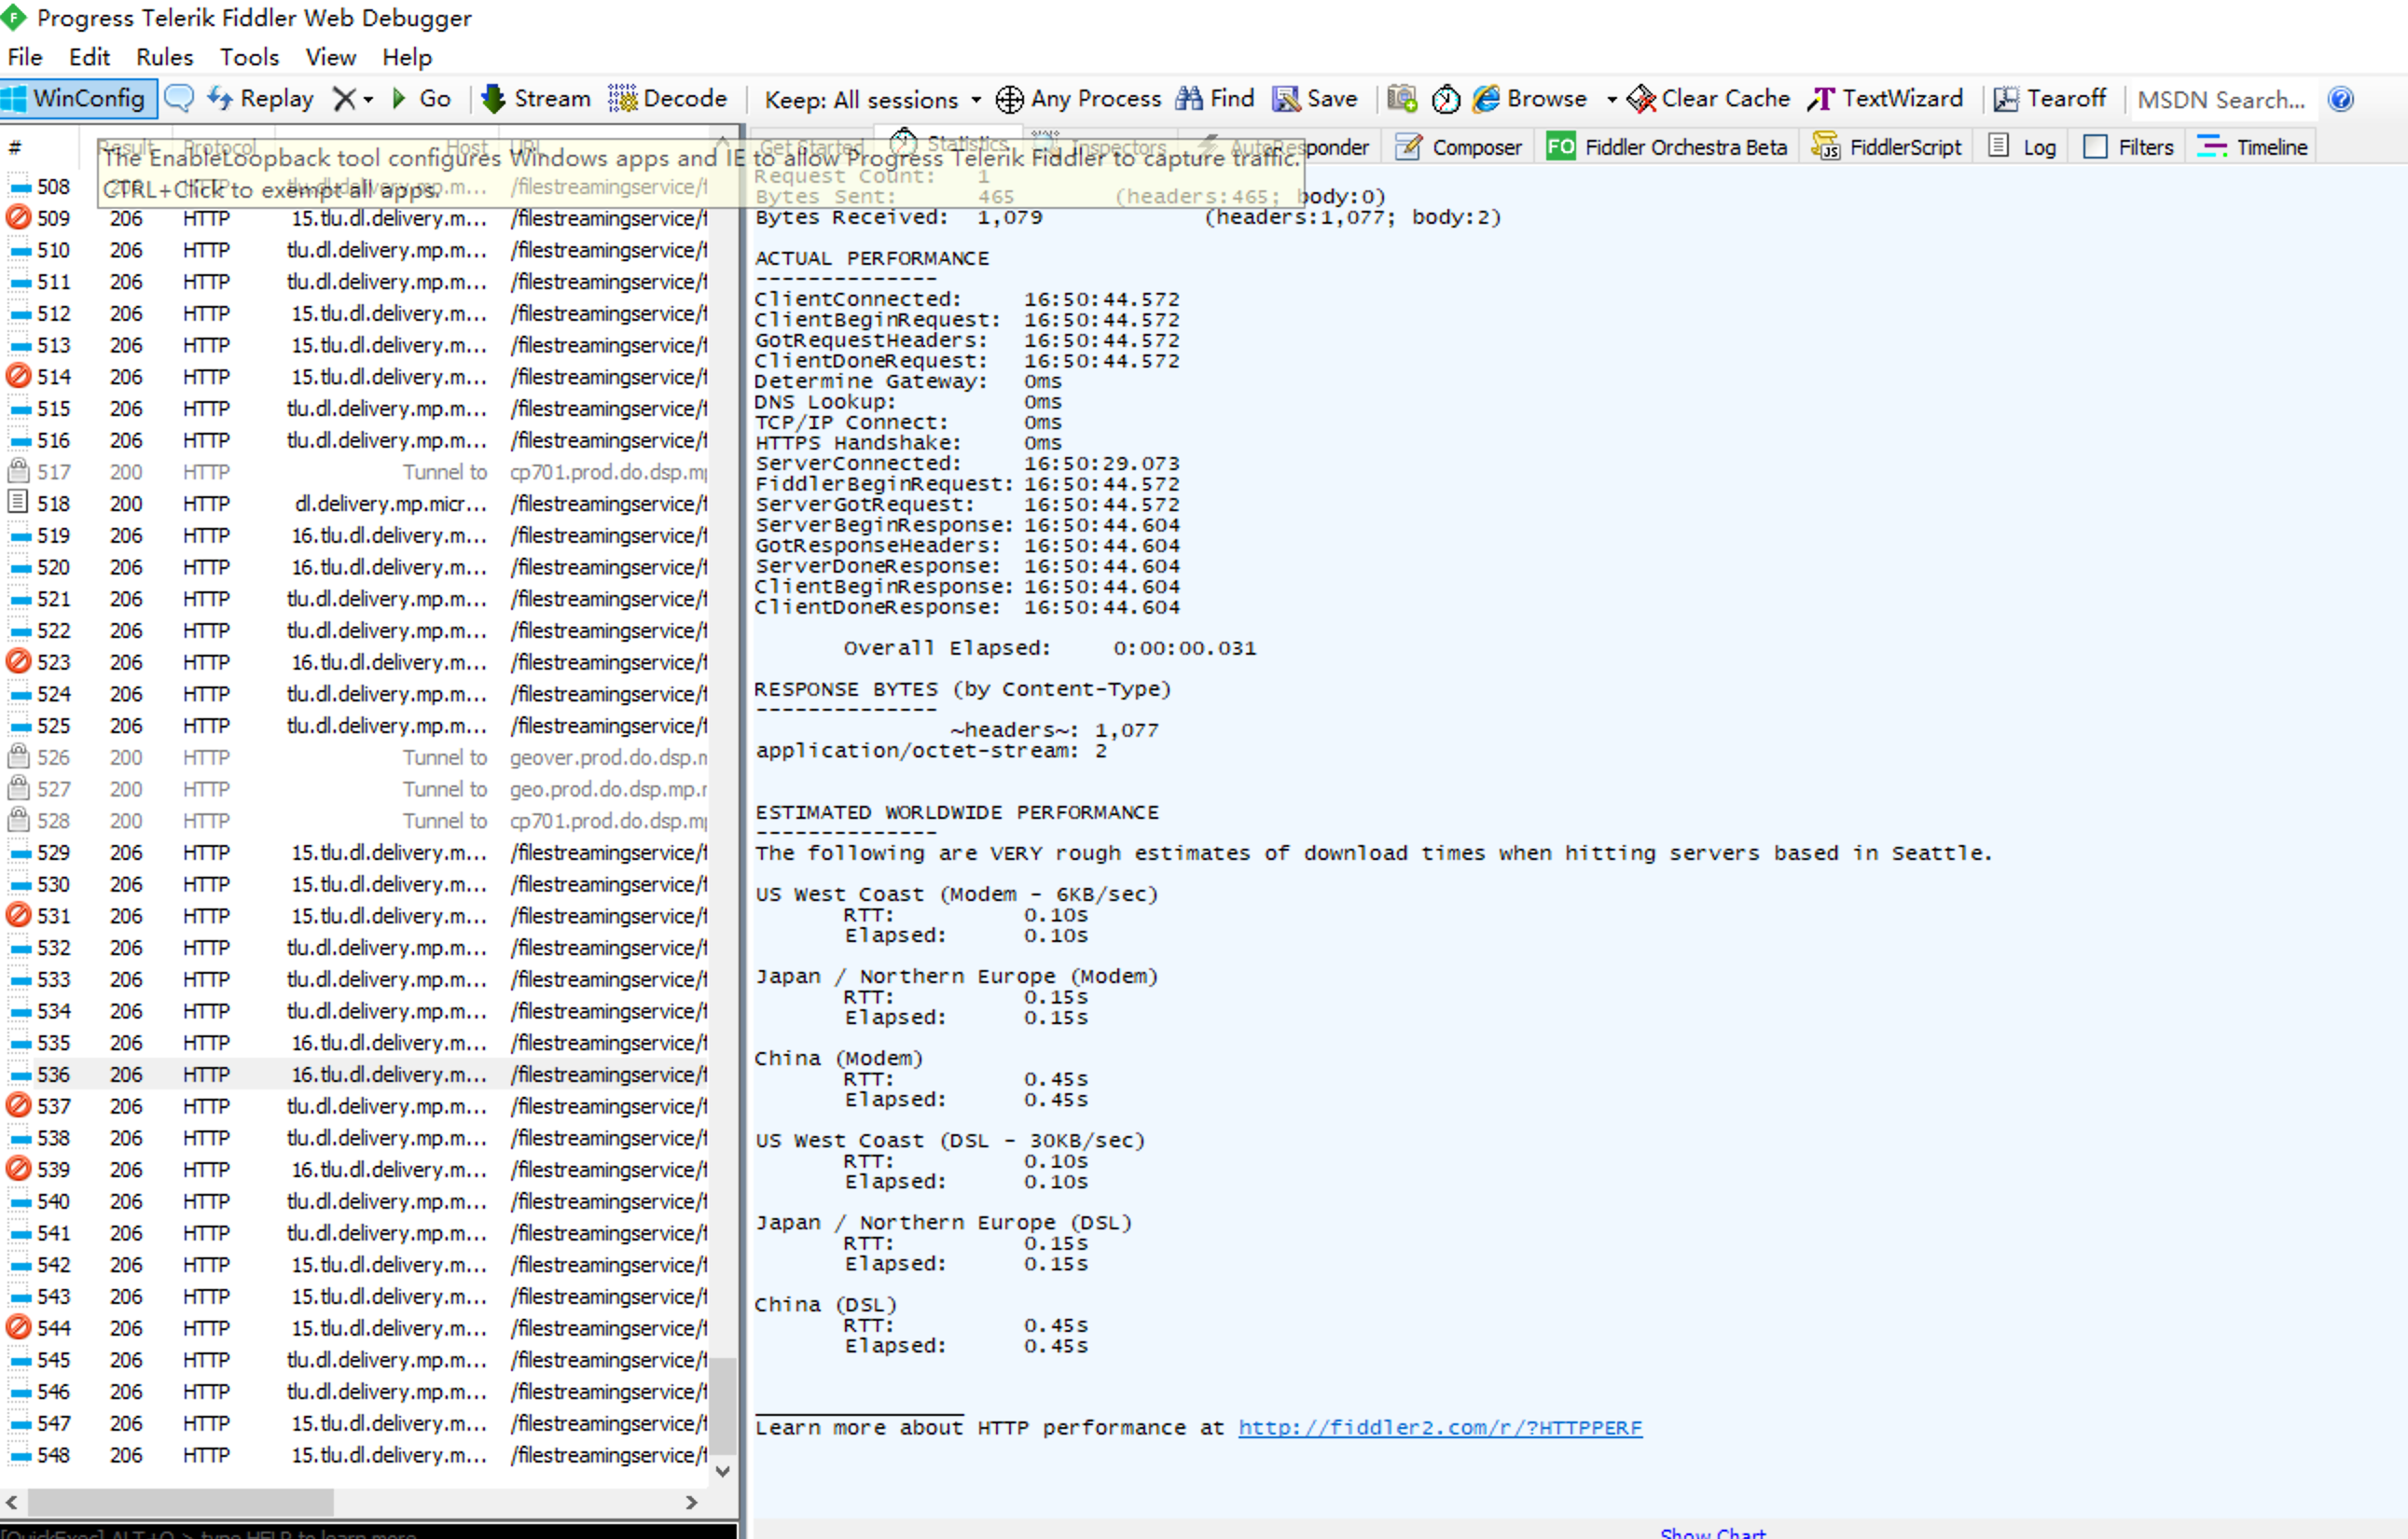 Progress Telerik Fiddler Web Debugger
File Edit Rules Tools View Help
WinConfig Replay Go Stream Decode Keep: All sessions Any Process Find Save Browse Clear Cache TextWizard Tearoff MSDN Search...
# Result Protocol Host URL
Get Started Statistics Inspectors AutoResponder Composer FO Fiddler Orchestra Beta FiddlerScript Log Filters Timeline
The EnableLoopback tool configures Windows apps and IE to allow Progress Telerik Fiddler to capture traffic.
CTRL+Click to exempt all apps.
508 206 HTTP tlu.dl.delivery.mp.m... /filestreamingservice/f
509 206 HTTP 15.tlu.dl.delivery.m... /filestreamingservice/f
510 206 HTTP tlu.dl.delivery.mp.m... /filestreamingservice/f
511 206 HTTP tlu.dl.delivery.mp.m... /filestreamingservice/f
512 206 HTTP 15.tlu.dl.delivery.m... /filestreamingservice/f
513 206 HTTP 15.tlu.dl.delivery.m... /filestreamingservice/f
514 206 HTTP 15.tlu.dl.delivery.m... /filestreamingservice/f
515 206 HTTP tlu.dl.delivery.mp.m... /filestreamingservice/f
516 206 HTTP tlu.dl.delivery.mp.m... /filestreamingservice/f
517 200 HTTP Tunnel to cp701.prod.do.dsp.mp
518 200 HTTP dl.delivery.mp.micr... /filestreamingservice/f
519 206 HTTP 16.tlu.dl.delivery.m... /filestreamingservice/f
520 206 HTTP 16.tlu.dl.delivery.m... /filestreamingservice/f
521 206 HTTP tlu.dl.delivery.mp.m... /filestreamingservice/f
522 206 HTTP tlu.dl.delivery.mp.m... /filestreamingservice/f
523 206 HTTP 16.tlu.dl.delivery.m... /filestreamingservice/f
524 206 HTTP tlu.dl.delivery.mp.m... /filestreamingservice/f
525 206 HTTP tlu.dl.delivery.mp.m... /filestreamingservice/f
526 200 HTTP Tunnel to geover.prod.do.dsp.m
527 200 HTTP Tunnel to geo.prod.do.dsp.mp.r
528 200 HTTP Tunnel to cp701.prod.do.dsp.mp
529 206 HTTP 15.tlu.dl.delivery.m... /filestreamingservice/f
530 206 HTTP 15.tlu.dl.delivery.m... /filestreamingservice/f
531 206 HTTP 15.tlu.dl.delivery.m... /filestreamingservice/f
532 206 HTTP tlu.dl.delivery.mp.m... /filestreamingservice/f
533 206 HTTP tlu.dl.delivery.mp.m... /filestreamingservice/f
534 206 HTTP tlu.dl.delivery.mp.m... /filestreamingservice/f
535 206 HTTP 16.tlu.dl.delivery.m... /filestreamingservice/f
536 206 HTTP 16.tlu.dl.delivery.m... /filestreamingservice/f
537 206 HTTP tlu.dl.delivery.mp.m... /filestreamingservice/f
538 206 HTTP tlu.dl.delivery.mp.m... /filestreamingservice/f
539 206 HTTP 16.tlu.dl.delivery.m... /filestreamingservice/f
540 206 HTTP tlu.dl.delivery.mp.m... /filestreamingservice/f
541 206 HTTP tlu.dl.delivery.mp.m... /filestreamingservice/f
542 206 HTTP 15.tlu.dl.delivery.m... /filestreamingservice/f
543 206 HTTP 15.tlu.dl.delivery.m... /filestreamingservice/f
544 206 HTTP 15.tlu.dl.delivery.m... /filestreamingservice/f
545 206 HTTP tlu.dl.delivery.mp.m... /filestreamingservice/f
546 206 HTTP tlu.dl.delivery.mp.m... /filestreamingservice/f
547 206 HTTP 15.tlu.dl.delivery.m... /filestreamingservice/f
548 206 HTTP 15.tlu.dl.delivery.m... /filestreamingservice/f
[QuickExec] ALT+Q > type HELP to learn more
Request Count: 1
Bytes Sent: 465 (headers:465; body:0)
Bytes Received: 1,079 (headers:1,077; body:2)
ACTUAL PERFORMANCE
--------------
ClientConnected: 16:50:44.572
ClientBeginRequest: 16:50:44.572
GotRequestHeaders: 16:50:44.572
ClientDoneRequest: 16:50:44.572
Determine Gateway: 0ms
DNS Lookup: 0ms
TCP/IP Connect: 0ms
HTTPS Handshake: 0ms
ServerConnected: 16:50:29.073
FiddlerBeginRequest: 16:50:44.572
ServerGotRequest: 16:50:44.572
ServerBeginResponse: 16:50:44.604
GotResponseHeaders: 16:50:44.604
ServerDoneResponse: 16:50:44.604
ClientBeginResponse: 16:50:44.604
ClientDoneResponse: 16:50:44.604
Overall Elapsed: 0:00:00.031
RESPONSE BYTES (by Content-Type)
--------------
~headers~: 1,077
application/octet-stream: 2
ESTIMATED WORLDWIDE PERFORMANCE
--------------
The following are VERY rough estimates of download times when hitting servers based in Seattle.
US West Coast (Modem - 6KB/sec)
RTT: 0.10s
Elapsed: 0.10s
Japan / Northern Europe (Modem)
RTT: 0.15s
Elapsed: 0.15s
China (Modem)
RTT: 0.45s
Elapsed: 0.45s
US West Coast (DSL - 30KB/sec)
RTT: 0.10s
Elapsed: 0.10s
Japan / Northern Europe (DSL)
RTT: 0.15s
Elapsed: 0.15s
China (DSL)
RTT: 0.45s
Elapsed: 0.45s
________________
Learn more about HTTP performance at http://fiddler2.com/r/?HTTPPERF
Show Chart